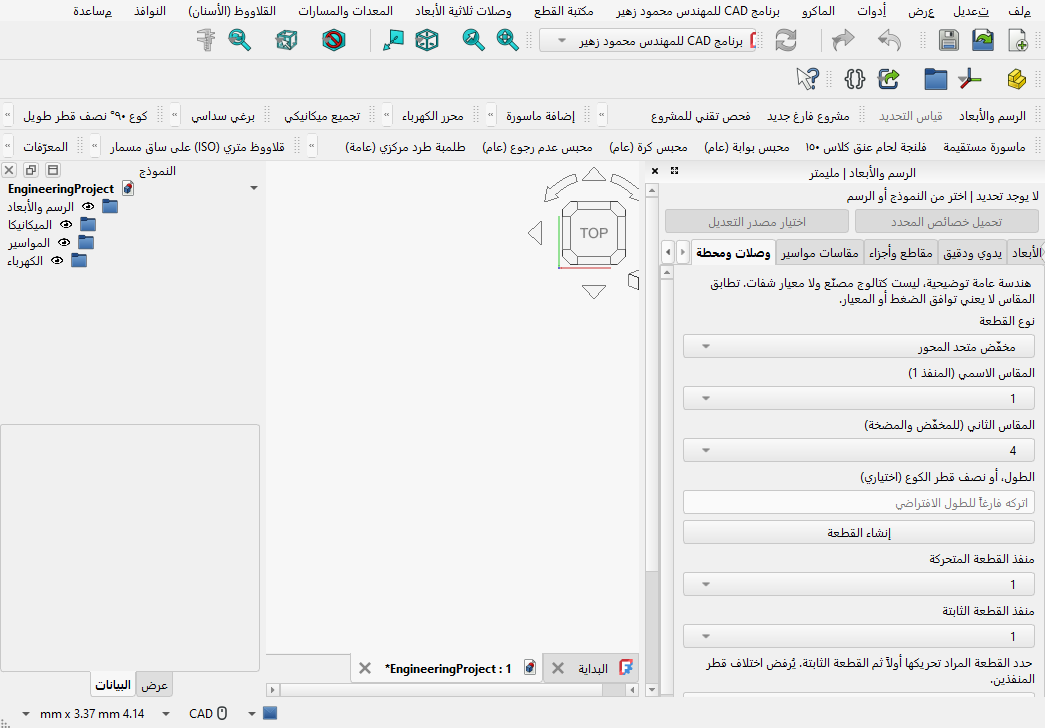 ملف تعديل عرض أدوات الماكرو برنامج CAD للمهندس محمود زهير مكتبة القطع وصلات ثلاثية الأبعاد المعدات والمسارات القلاووظ (الأسنان) النوافذ مساعدة
برنامج CAD للمهندس محمود زهير
الرسم والأبعاد قياس التحديد مشروع فارغ جديد فحص تقني للمشروع » إضافة ماسورة » محرر الكهرباء » تجميع ميكانيكي برغي سداسي » كوع ٩٠° نصف قطر طويل »
ماسورة مستقيمة فلنجة لحام عنق كلاس ١٥٠ محبس بوابة (عام) محبس كرة (عام) محبس عدم رجوع (عام) طلمبة طرد مركزي (عامة) » قلاووظ متري (ISO) على ساق مسمار » المعرّفات »
الرسم والأبعاد | مليمتر
لا يوجد تحديد | اختر من النموذج أو الرسم
تحميل خصائص المحدد
اختيار مصدر التعديل
الأبعاد
يدوي ودقيق
مقاطع وأجزاء
مقاسات مواسير
وصلات ومحطة
هندسة عامة توضيحية، ليست كتالوج مصنّع ولا معيار شفات. تطابق
المقاس لا يعني توافق الضغط أو المعيار.
نوع القطعة
مخفّض متحد المحور
المقاس الاسمي (المنفذ 1)
1
المقاس الثاني (للمخفّض والمضخة)
4
الطول، أو نصف قطر الكوع (اختياري)
اتركه فارغاً للطول الافتراضي
إنشاء القطعة
منفذ القطعة المتحركة
1
منفذ القطعة الثابتة
1
حدد القطعة المراد تحريكها أولاً ثم القطعة الثابتة. يُرفض اختلاف قطر
المنفذين.
TOP
البداية
EngineeringProject : 1*
النموذج
EngineeringProject
الرسم والأبعاد
الميكانيكا
المواسير
الكهرباء
عرض
البيانات
CAD
mm x 3.37 mm 4.14